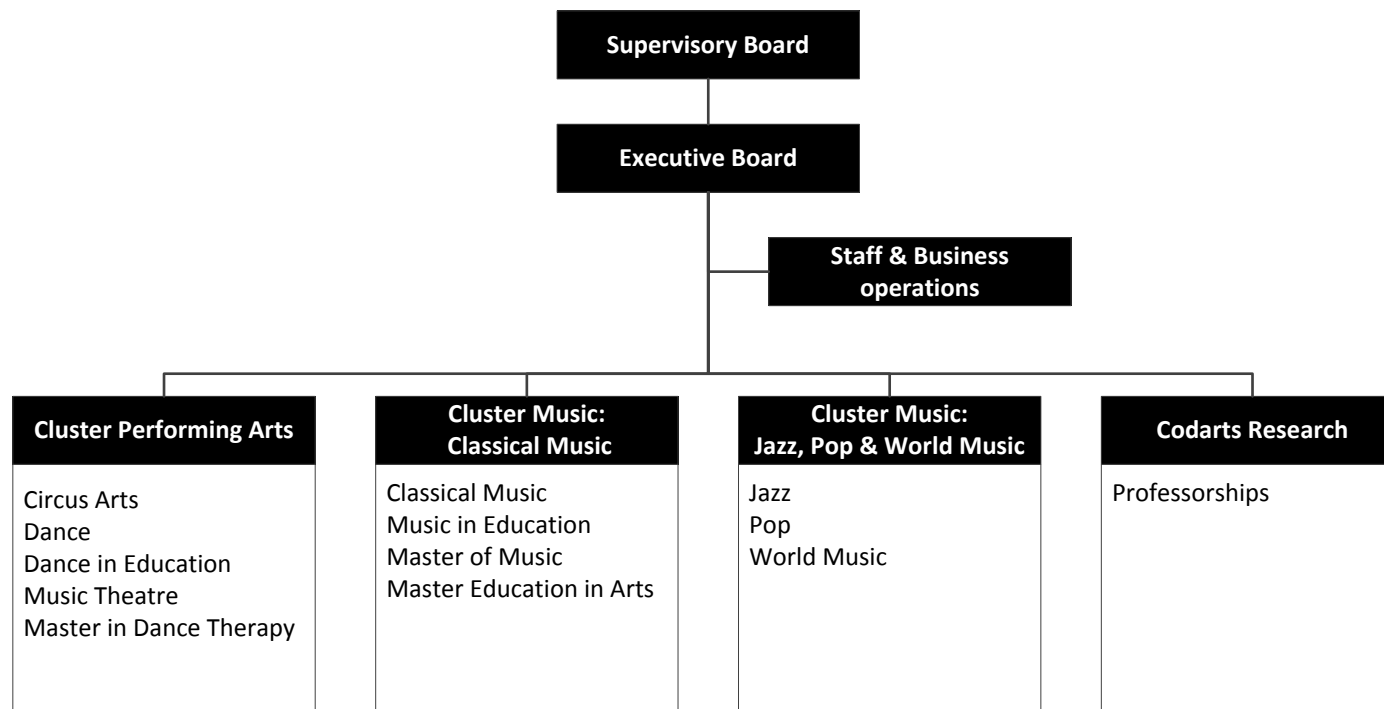 Supervisory Board
Executive Board
Staff & Business
operations
Cluster Performing Arts
Circus Arts
Dance
Dance in Education
Music Theatre
Master in Dance Therapy
Cluster Music:
Classical Music
Classical Music
Music in Education
Master of Music
Master Education in Arts
Cluster Music:
Jazz, Pop & World Music
Jazz
Pop
World Music
Codarts Research
Professorships